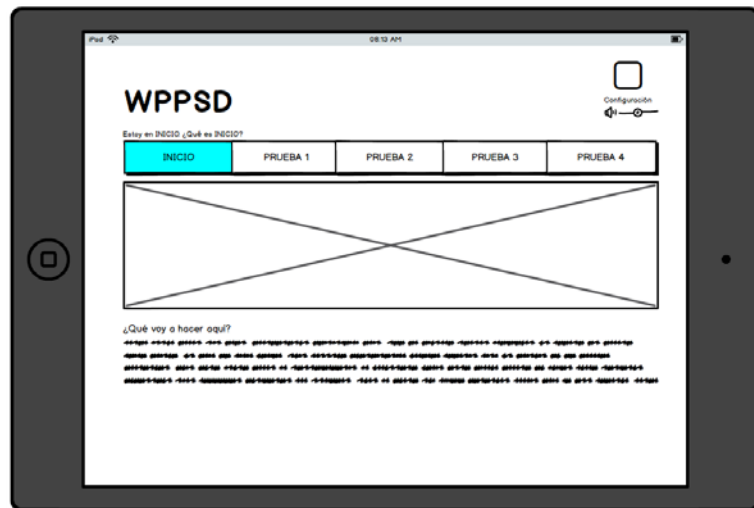 iPad 08:12 AM
WPPSD
Configuración
Estoy en INICIO ¿Qué es INICIO?
INICIO PRUEBA 1 PRUEBA 2 PRUEBA 3 PRUEBA 4
¿Qué voy a hacer aquí?